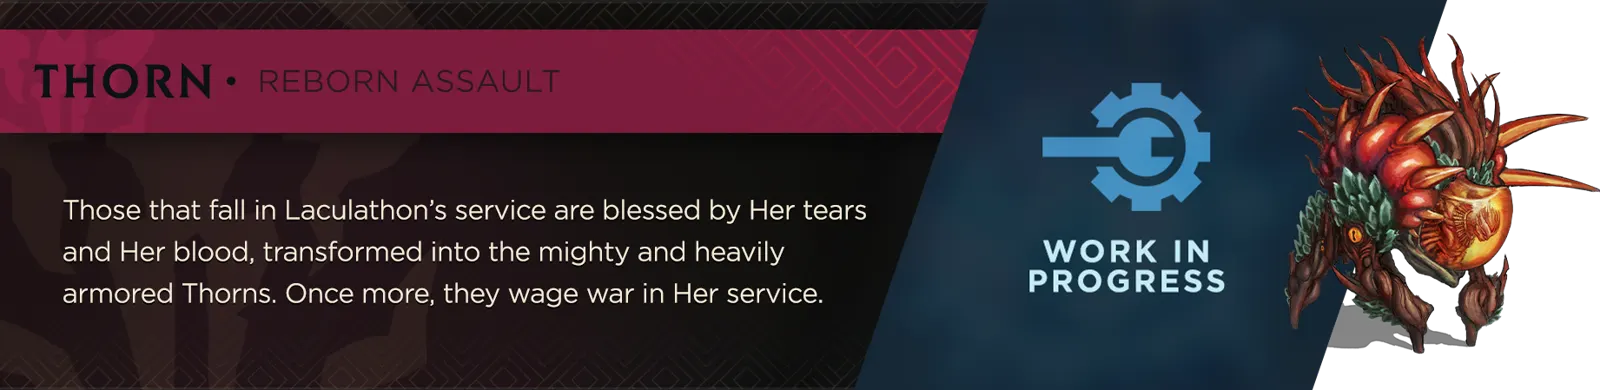 THORN • REBORN ASSAULT
Those that fall in Laculathon’s service are blessed by Her tears
and Her blood, transformed into the mighty and heavily
armored Thorns. Once more, they wage war in Her service.
WORK IN
PROGRESS